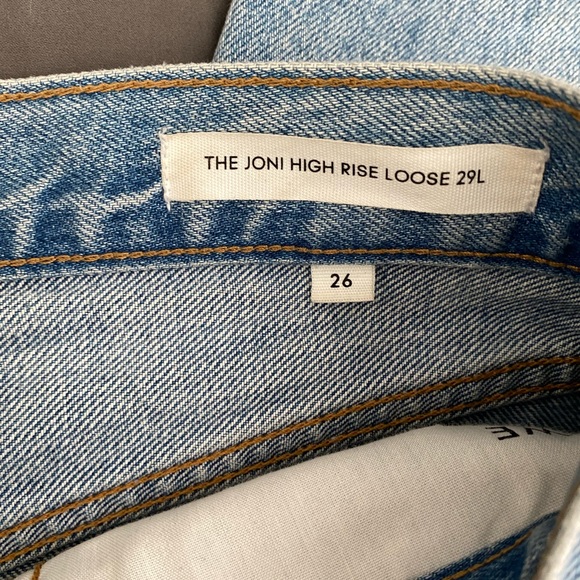 THE JONI HIGH RISE LOOSE 29L
26